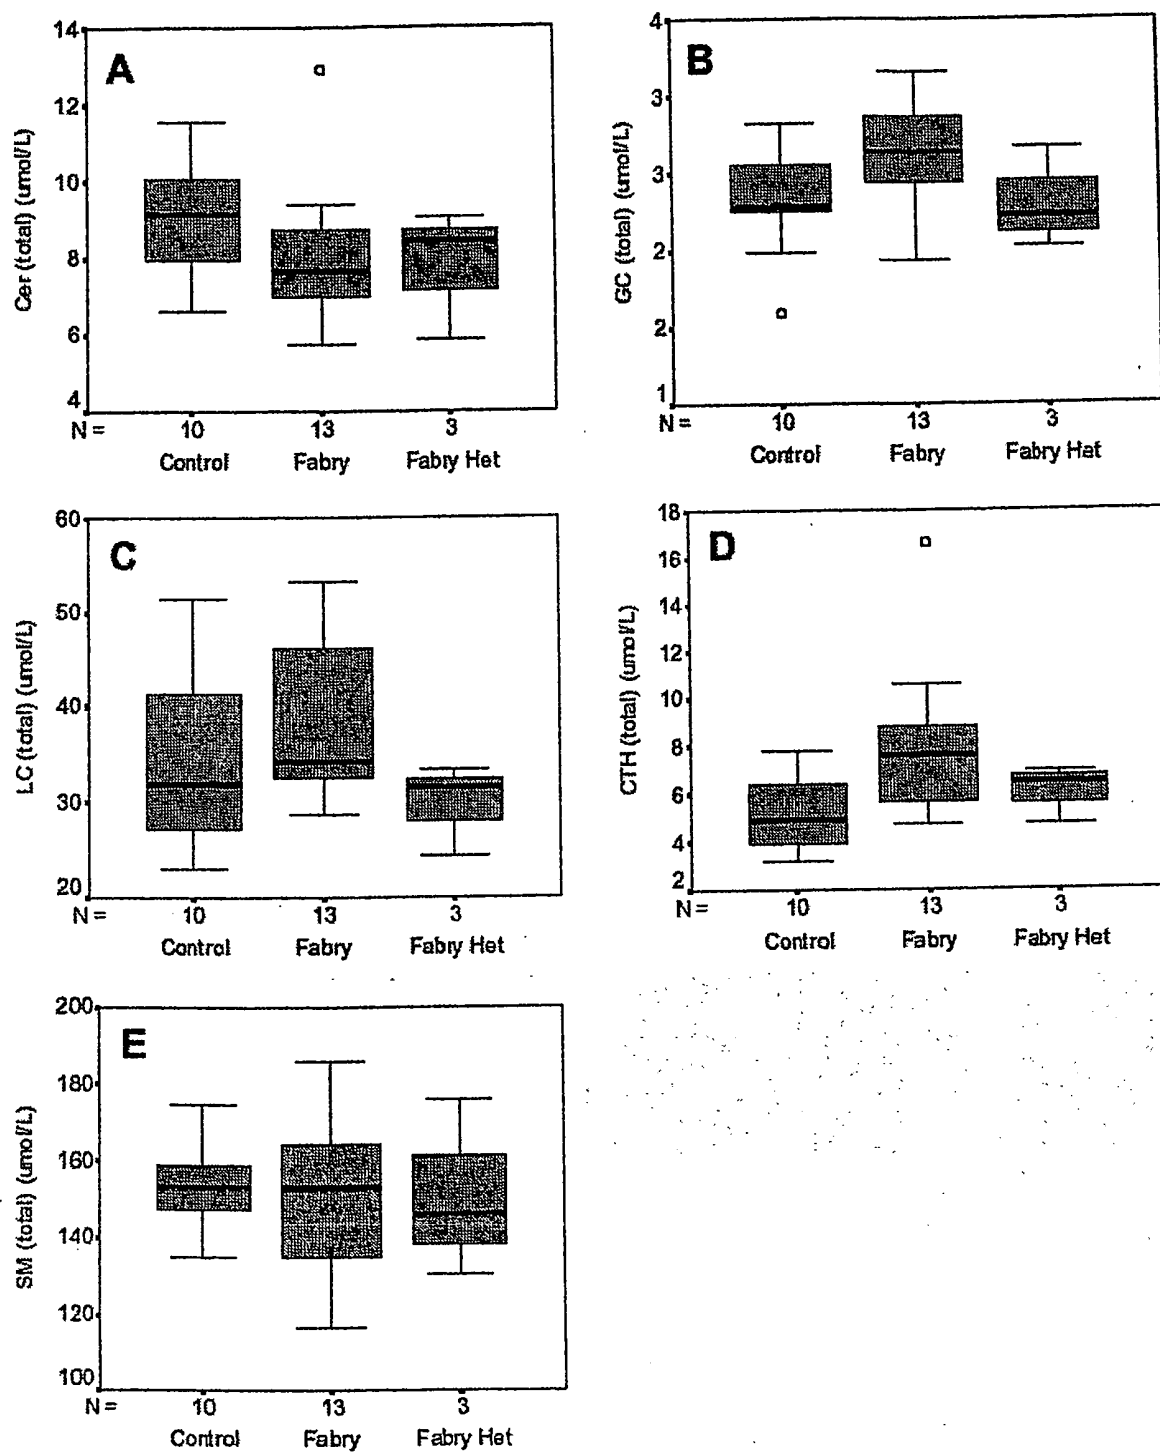 A
Cer (total) (umol/L)
14
12
10
8
6
4
N = 10 13 3
Control Fabry Fabry Het
B
GC (total) (umol/L)
4
3
3
2
2
1
N = 10 13 3
Control Fabry Fabry Het
C
LC (total) (umol/L)
60
50
40
30
20
N = 10 13 3
Control Fabry Fabry Het
D
CTH (total) (umol/L)
18
16
14
12
10
8
6
4
2
N = 10 13 3
Control Fabry Fabry Het
E
SM (total) (umol/L)
200
180
160
140
120
100
N = 10 13 3
Control Fabry Fabry Het